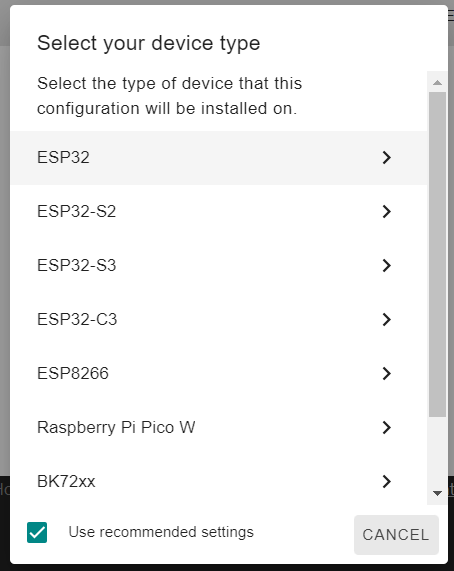 Select your device type
Select the type of device that this
configuration will be installed on.
ESP32
ESP32-S2
ESP32-S3
ESP32-C3
ESP8266
Raspberry Pi Pico W
BK72xx
Use recommended settings
CANCEL